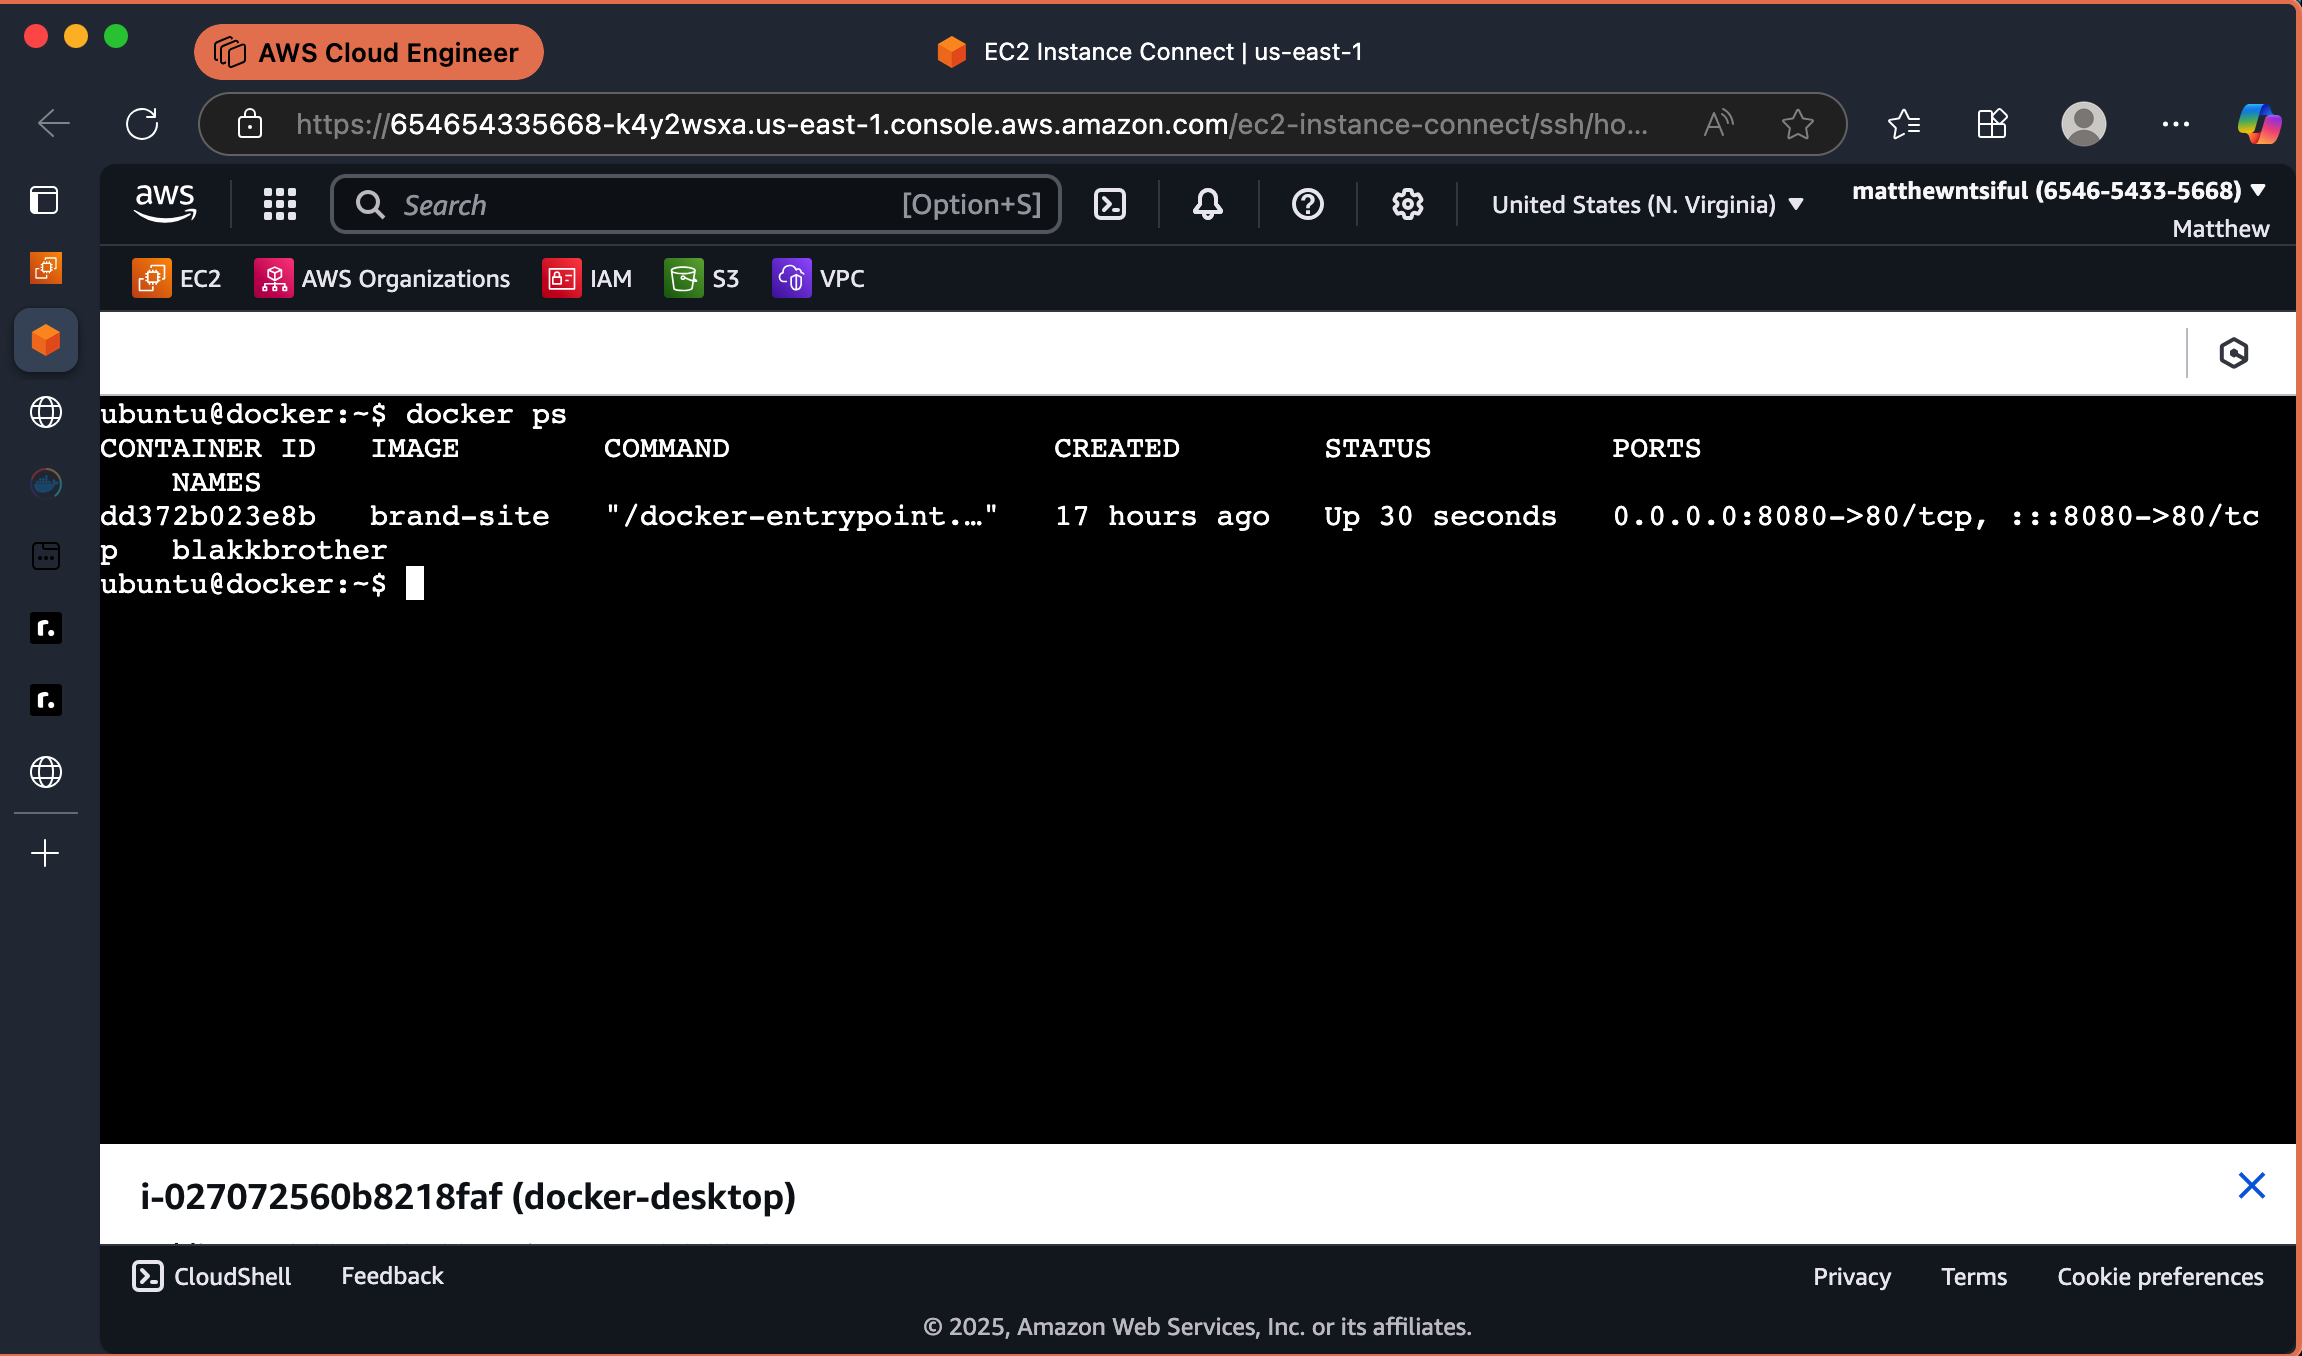 AWS Cloud Engineer
EC2 Instance Connect | us-east-1
https://654654335668-k4y2wsxa.us-east-1.console.aws.amazon.com/ec2-instance-connect/ssh/ho...
aws
Search
[Option+S]
United States (N. Virginia)
matthewntsiful (6546-5433-5668)
Matthew
EC2
AWS Organizations
IAM
S3
VPC
ubuntu@docker:~$ docker ps
CONTAINER ID   IMAGE        COMMAND                  CREATED        STATUS          PORTS
    NAMES
dd372b023e8b   brand-site   "/docker-entrypoint.…"   17 hours ago   Up 30 seconds   0.0.0.0:8080->80/tcp, :::8080->80/tc
p   blakkbrother
ubuntu@docker:~$
i-027072560b8218faf (docker-desktop)
CloudShell
Feedback
Privacy
Terms
Cookie preferences
© 2025, Amazon Web Services, Inc. or its affiliates.